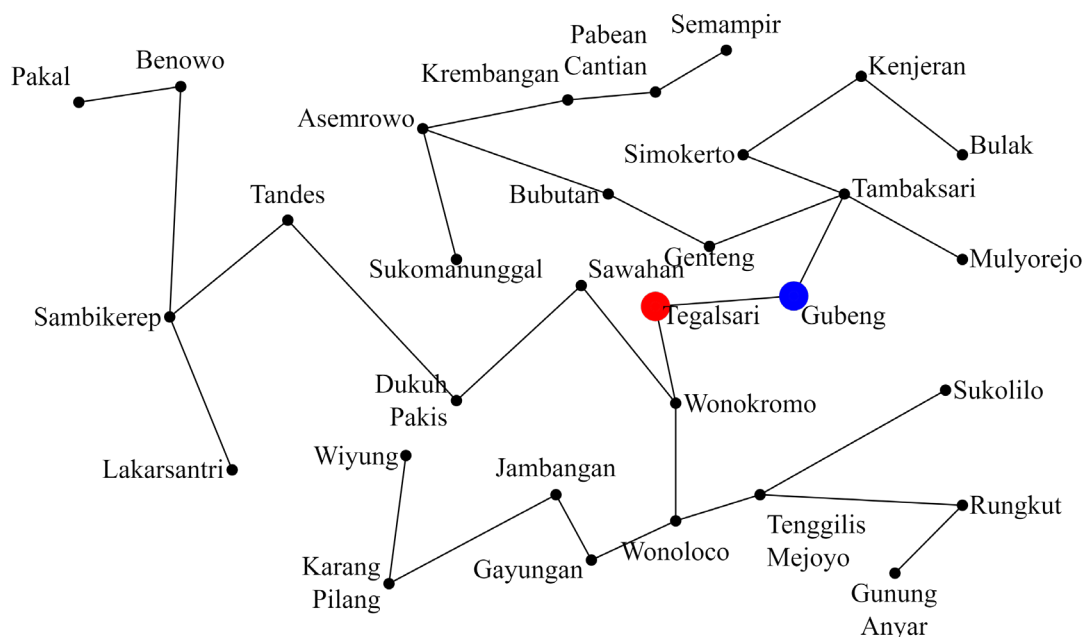 Semampir
Pabean
Cantian
Kenjeran
Benowo
Pakal
Krembangan
Asemrowo
Bulak
Simokerto
Tambaksari
Tandes
Bubutan
Genteng
Mulyorejo
Sukomanunggal
Sawahan
Sambikerep
Tegalsari
Gubeng
Dukuh
Pakis
Sukolilo
Wonokromo
Wiyung
Jambangan
Lakarsantri
Rungkut
Tenggilis
Mejoyo
Wonoloco
Karang
Pilang
Gayungan
Gunung
Anyar